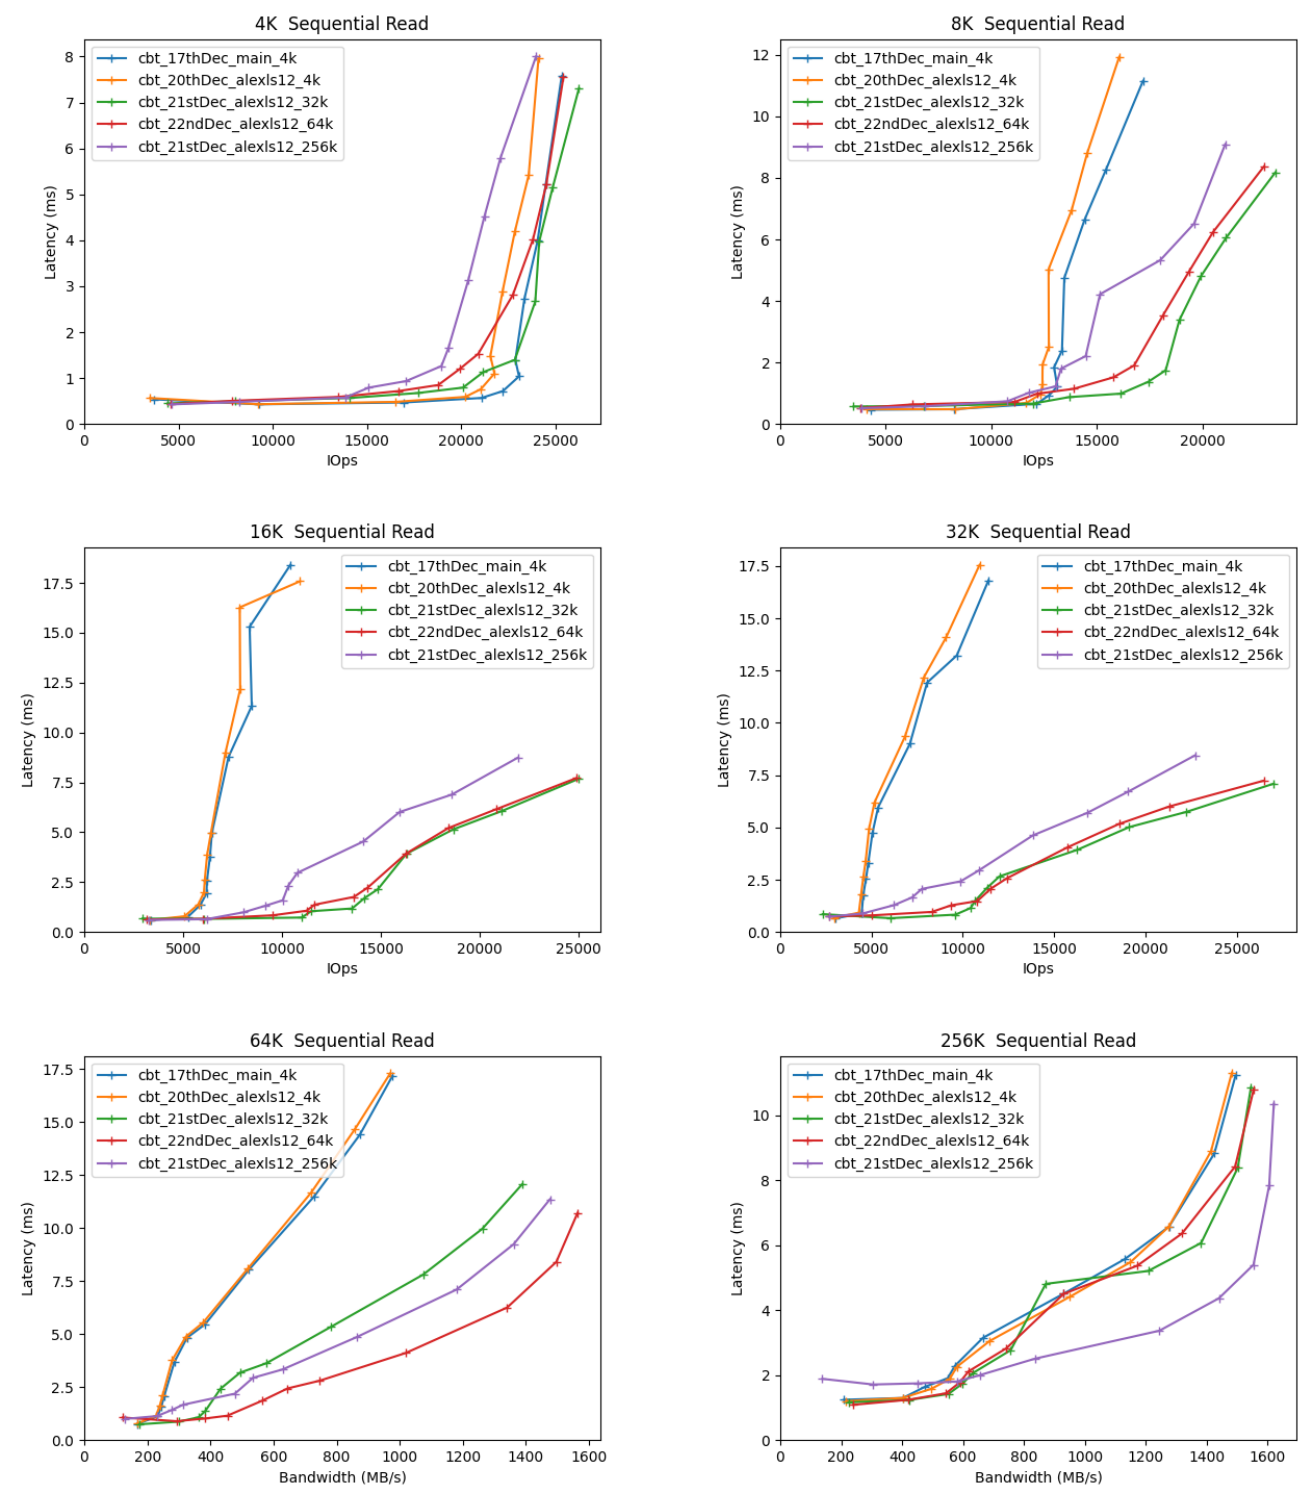 4K  Sequential Read
cbt_17thDec_main_4k
cbt_20thDec_alexls12_4k
cbt_21stDec_alexls12_32k
cbt_22ndDec_alexls12_64k
cbt_21stDec_alexls12_256k
8
7
6
5
4
3
2
1
0
Latency (ms)
0 5000 10000 15000 20000 25000
IOps
8K  Sequential Read
cbt_17thDec_main_4k
cbt_20thDec_alexls12_4k
cbt_21stDec_alexls12_32k
cbt_22ndDec_alexls12_64k
cbt_21stDec_alexls12_256k
12
10
8
6
4
2
0
Latency (ms)
0 5000 10000 15000 20000
IOps
16K  Sequential Read
cbt_17thDec_main_4k
cbt_20thDec_alexls12_4k
cbt_21stDec_alexls12_32k
cbt_22ndDec_alexls12_64k
cbt_21stDec_alexls12_256k
17.5
15.0
12.5
10.0
7.5
5.0
2.5
0.0
Latency (ms)
0 5000 10000 15000 20000 25000
IOps
32K  Sequential Read
cbt_17thDec_main_4k
cbt_20thDec_alexls12_4k
cbt_21stDec_alexls12_32k
cbt_22ndDec_alexls12_64k
cbt_21stDec_alexls12_256k
17.5
15.0
12.5
10.0
7.5
5.0
2.5
0.0
Latency (ms)
0 5000 10000 15000 20000 25000
IOps
64K  Sequential Read
cbt_17thDec_main_4k
cbt_20thDec_alexls12_4k
cbt_21stDec_alexls12_32k
cbt_22ndDec_alexls12_64k
cbt_21stDec_alexls12_256k
17.5
15.0
12.5
10.0
7.5
5.0
2.5
0.0
Latency (ms)
0 200 400 600 800 1000 1200 1400 1600
Bandwidth (MB/s)
256K  Sequential Read
cbt_17thDec_main_4k
cbt_20thDec_alexls12_4k
cbt_21stDec_alexls12_32k
cbt_22ndDec_alexls12_64k
cbt_21stDec_alexls12_256k
10
8
6
4
2
0
Latency (ms)
0 200 400 600 800 1000 1200 1400 1600
Bandwidth (MB/s)